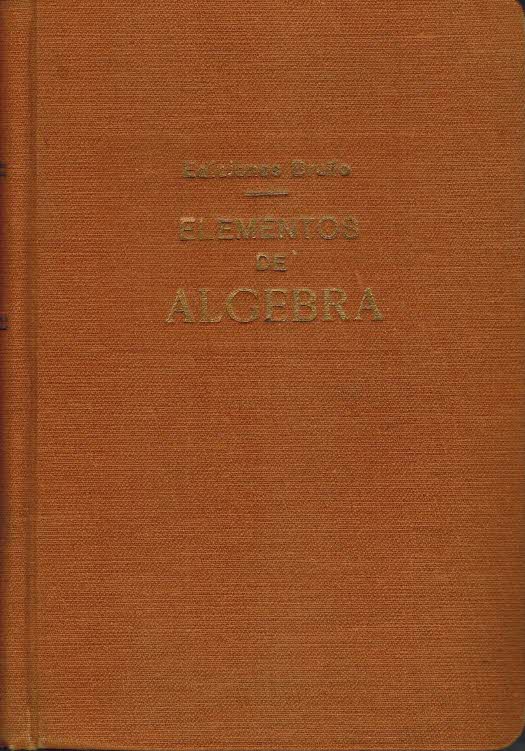 Ediciones Bruño
ELEMENTOS
DE
ALGEBRA